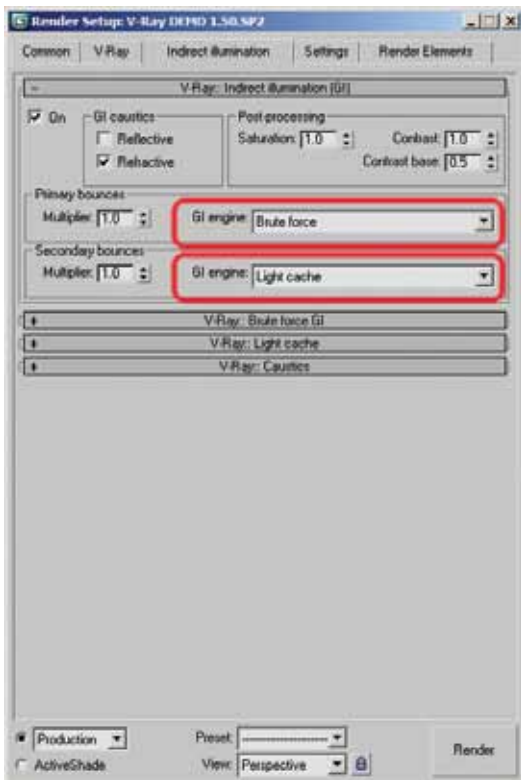 Render Setup: V-Ray DEMO 1.50.SP2
Common V-Ray Indirect illumination Settings Render Elements
- V-Ray:: Indirect illumination (GI)
On GI caustics Post-processing
Reflective Saturation: 1.0 Contrast: 1.0
Refractive Contrast base: 0.5
Primary bounces
Multiplier: 1.0 GI engine: Brute force
Secondary bounces
Multiplier: 1.0 GI engine: Light cache
+ V-Ray:: Brute force GI
+ V-Ray:: Light cache
+ V-Ray:: Caustics
Production Preset: --------------------
ActiveShade View: Perspective Render